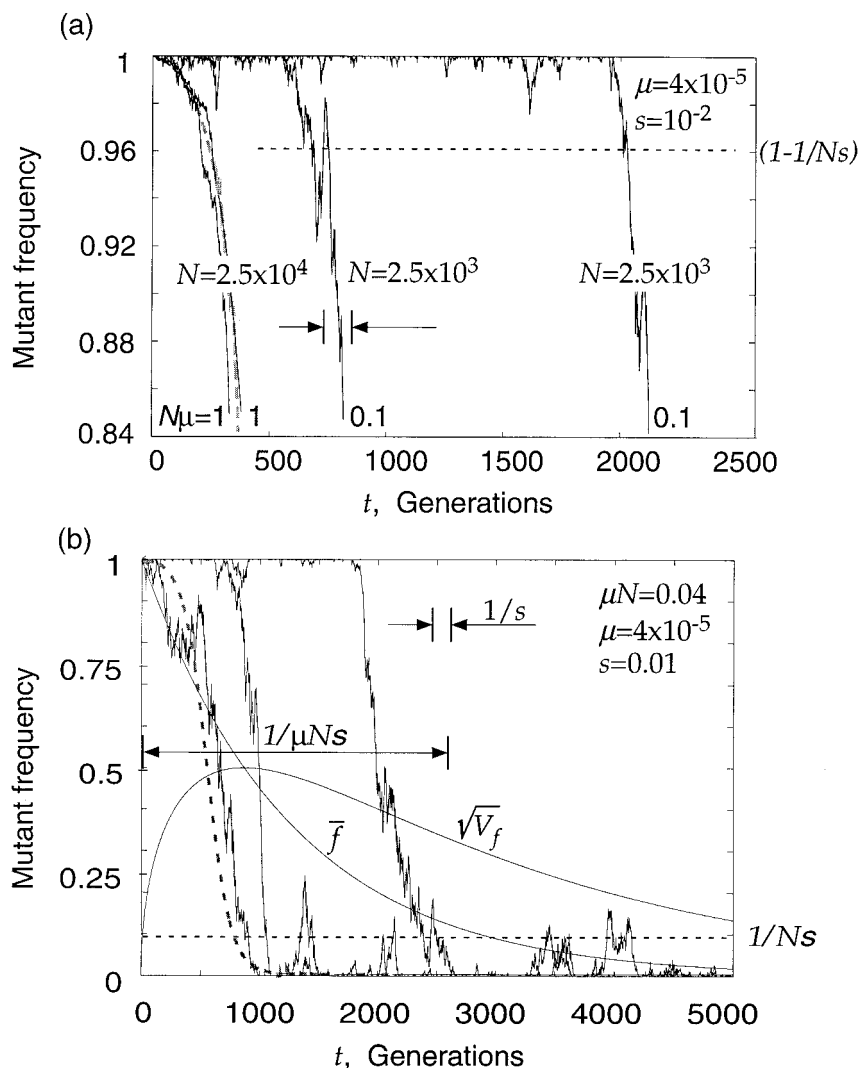 (a)
1
0.96
0.92
0.88
0.84
Mutant frequency
μ=4x10⁻⁵
s=10⁻²
(1-1/Ns)
N=2.5x10⁴
N=2.5x10³
N=2.5x10³
Nμ=1
1
0.1
0.1
0
500
1000
1500
2000
2500
t, Generations
(b)
1
0.75
0.5
0.25
0
Mutant frequency
1/s
μN=0.04
μ=4x10⁻⁵
s=0.01
1/μNs
f̅
√V̅f
1/Ns
0
1000
2000
3000
4000
5000
t, Generations